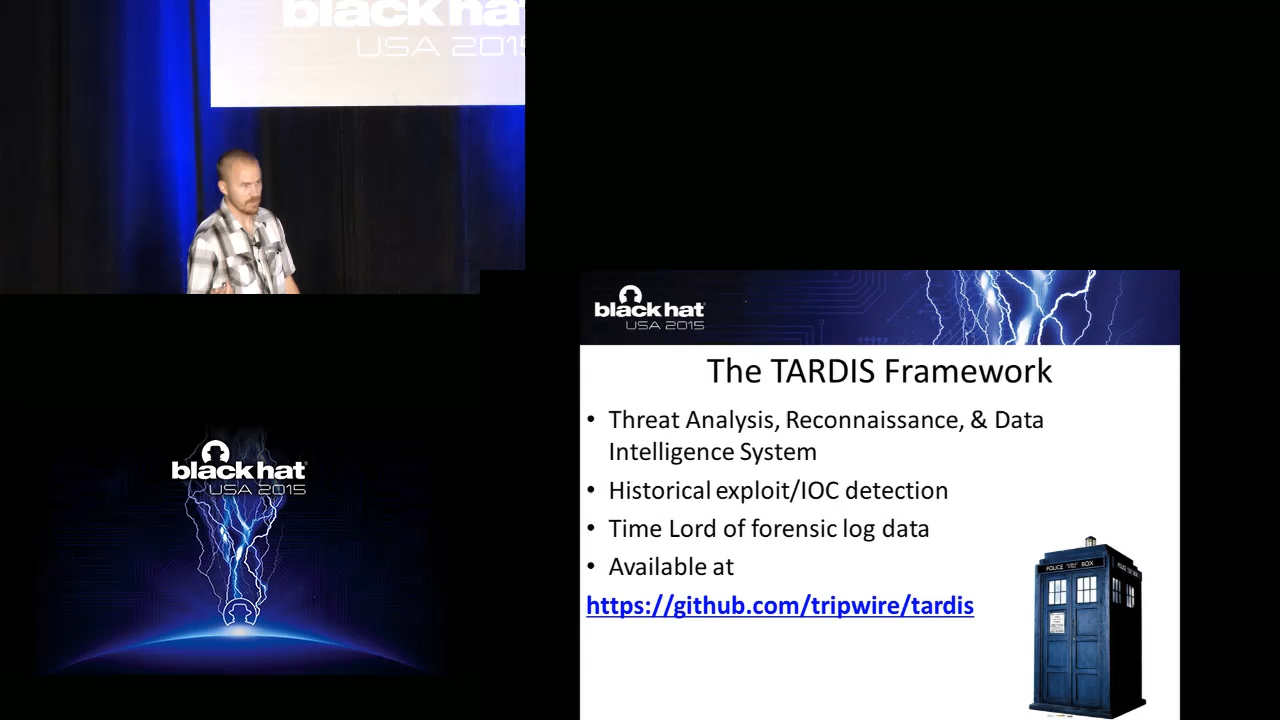 black hat
USA 2015
black hat
USA 2015
The TARDIS Framework
• Threat Analysis, Reconnaissance, & Data
Intelligence System
• Historical exploit/IOC detection
• Time Lord of forensic log data
• Available at
https://github.com/tripwire/tardis
POLICE BOX
black hat
USA 2015